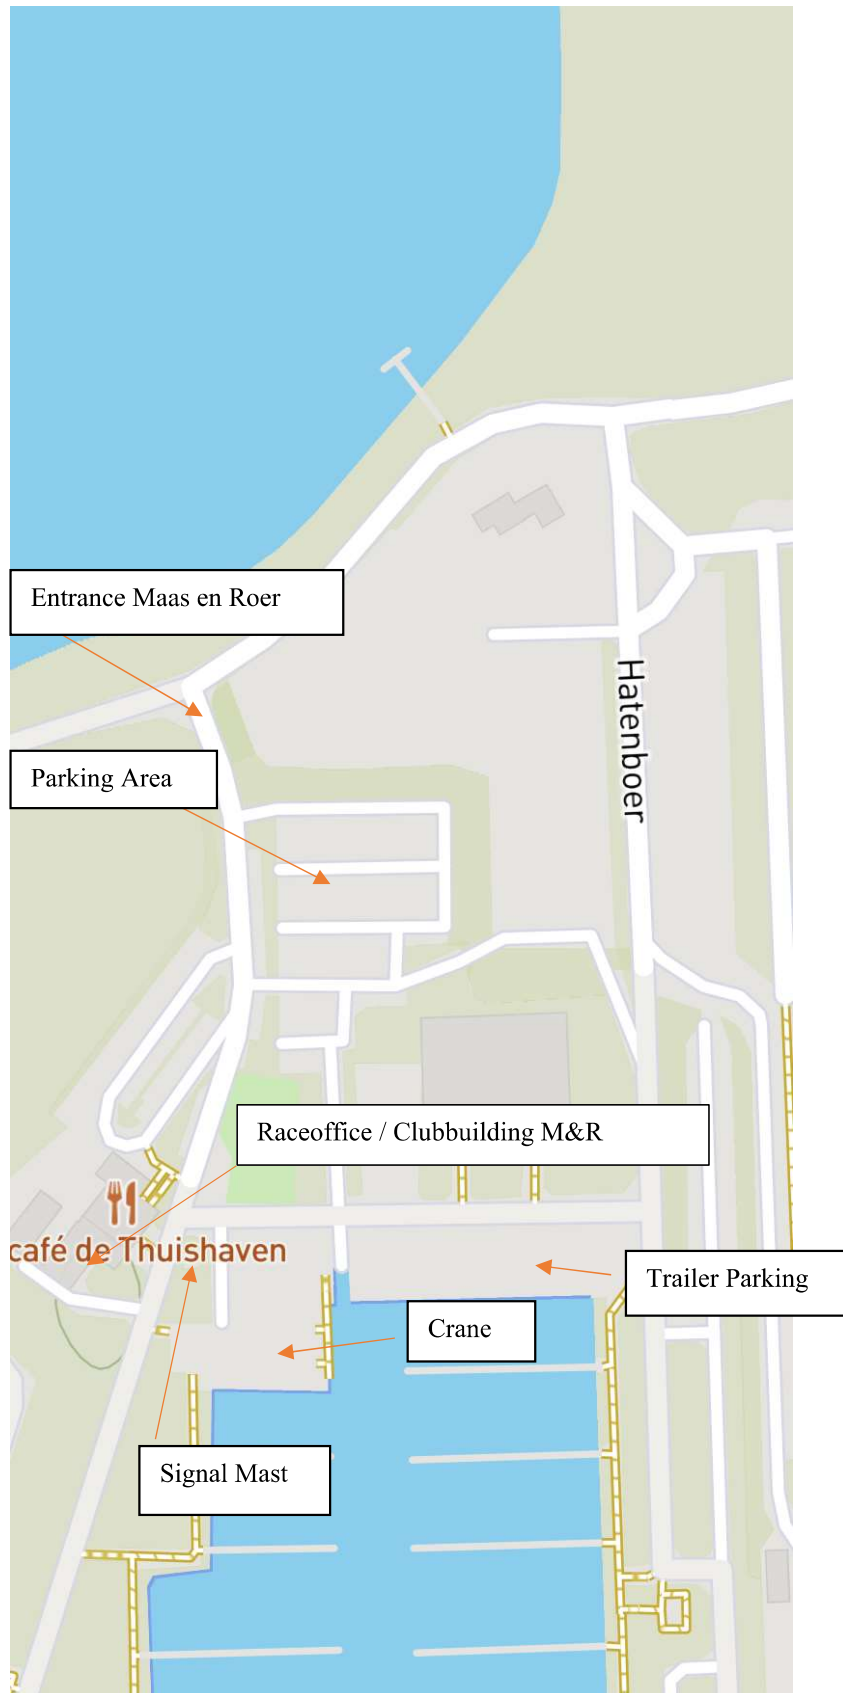 Entrance Maas en Roer
Hatenboer
Parking Area
Raceoffice / Clubbuilding M&R
café de Thuishaven
Trailer Parking
Crane
Signal Mast